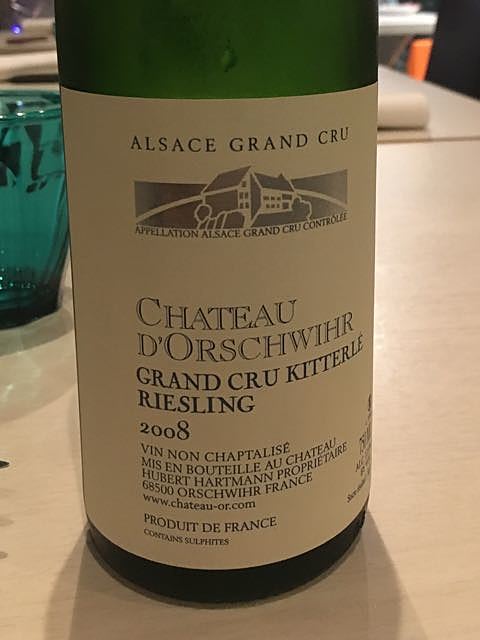 ALSACE GRAND CRU
APPELLATION ALSACE GRAND CRU CONTRÔLÉE
CHATEAU
D'ORSCHWIHR
GRAND CRU KITTERLÉ
RIESLING
2008
VIN NON CHAPTALISÉ
MIS EN BOUTEILLE AU CHATEAU
HUBERT HARTMANN PROPRIÉTAIRE
68500 ORSCHWIHR FRANCE
www.chateau-or.com
PRODUIT DE FRANCE
CONTAINS SULPHITES